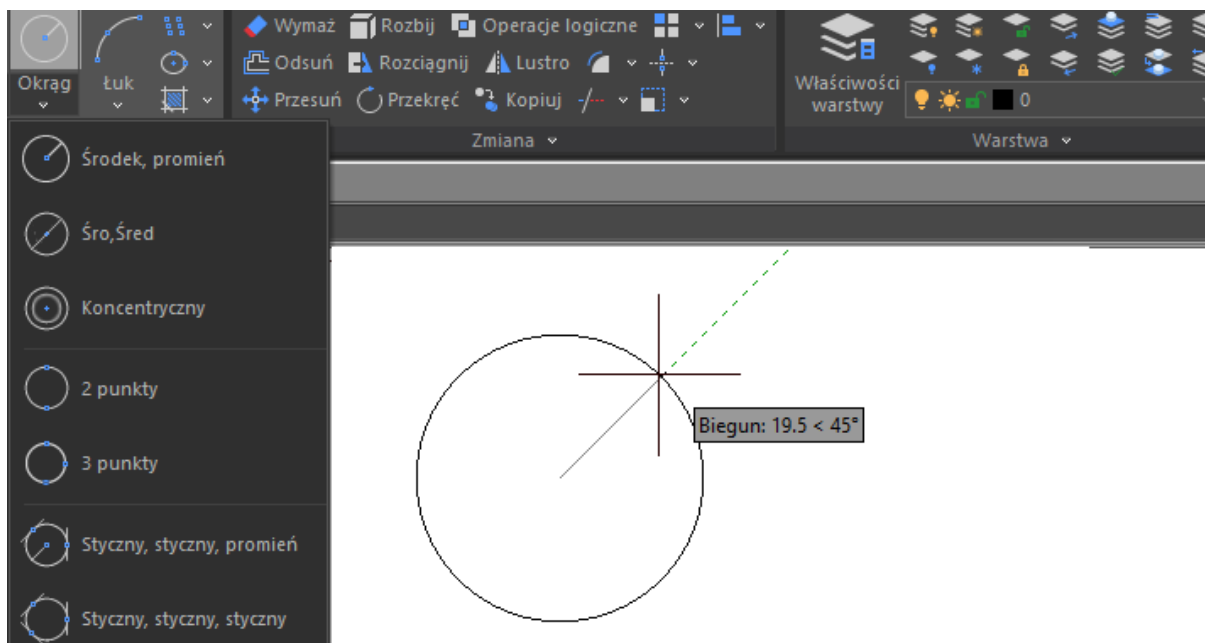 Okrąg
Łuk
Wymaż Rozbij Operacje logiczne
Odsuń Rozciągnij Lustro
Przesuń Przekręć Kopiuj
Zmiana
Właściwości
warstwy
0
Warstwa
Środek, promień
Śro,Śred
Koncentryczny
2 punkty
3 punkty
Styczny, styczny, promień
Styczny, styczny, styczny
Biegun: 19.5 < 45°